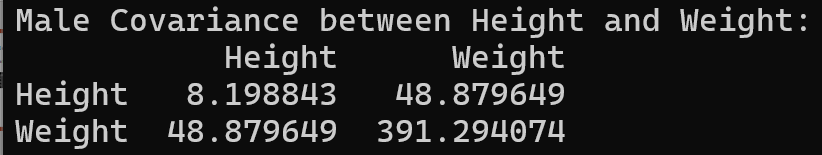 Male Covariance between Height and Weight:
Height Weight
Height 8.198843 48.879649
Weight 48.879649 391.294074